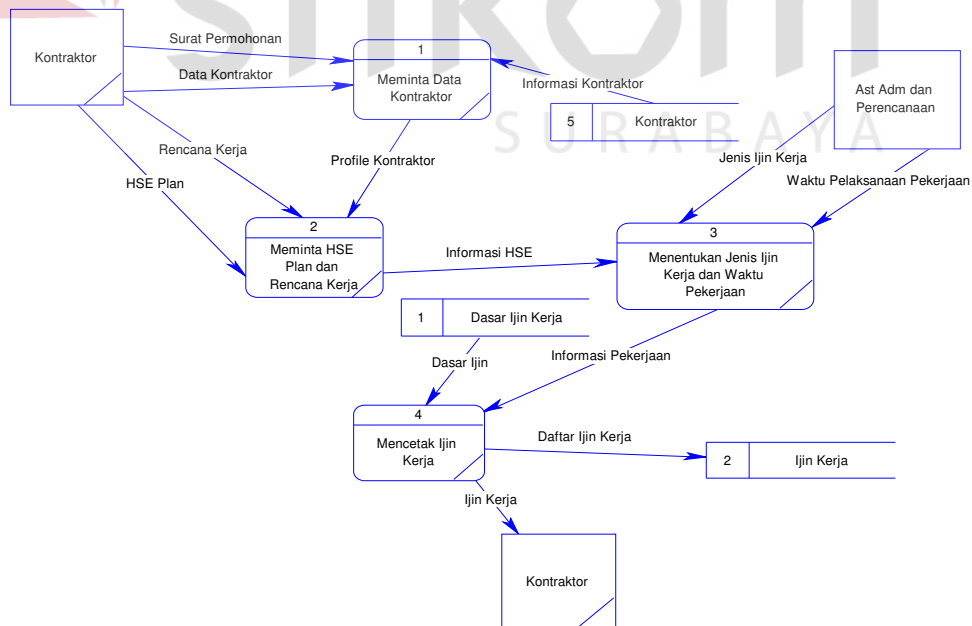 Kontraktor
Surat Permohonan
Data Kontraktor
1
Meminta Data
Kontraktor
Informasi Kontraktor
5
Kontraktor
Ast Adm dan
Perencanaan
SURABAYA
Rencana Kerja
HSE Plan
Profile Kontraktor
Jenis Ijin Kerja
Waktu Pelaksanaan Pekerjaan
2
Meminta HSE
Plan dan
Rencana Kerja
Informasi HSE
3
Menentukan Jenis Ijin
Kerja dan Waktu
Pekerjaan
1
Dasar Ijin Kerja
Dasar Ijin
Informasi Pekerjaan
4
Mencetak Ijin
Kerja
Daftar Ijin Kerja
2
Ijin Kerja
Ijin Kerja
Kontraktor